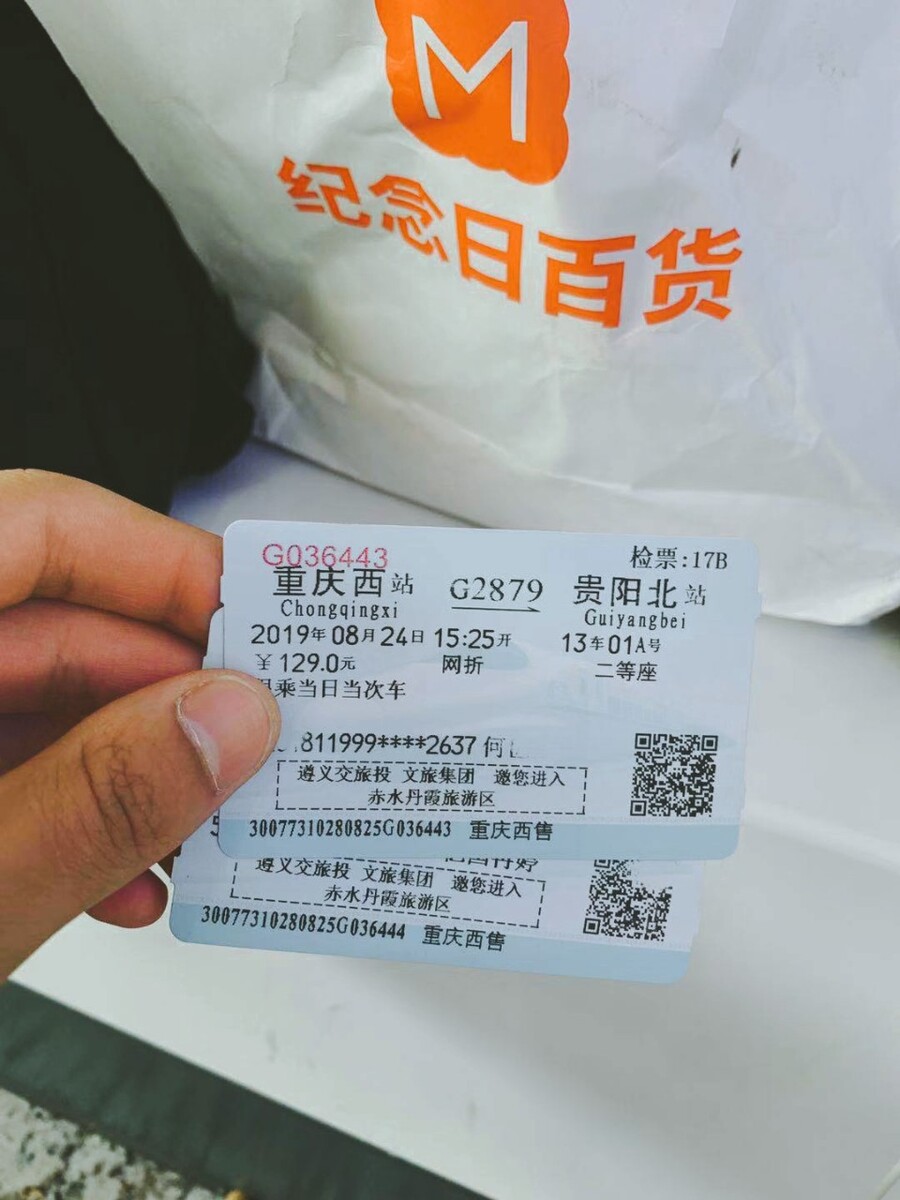 M
纪念日百货
G036443
检票:17B
重庆西站 G2879 贵阳北站
Chongqingxi Guiyangbei
2019年08月24日 15:25开 13车01A号
￥129.0元 网折 二等座
乘当日当次车
811999****2637 何
遵义交旅投 文旅集团 邀您进入
赤水丹霞旅游区
30077310280825G036443 重庆西售
遵义交旅投 文旅集团 邀您进入
赤水丹霞旅游区
30077310280825G036444 重庆西售